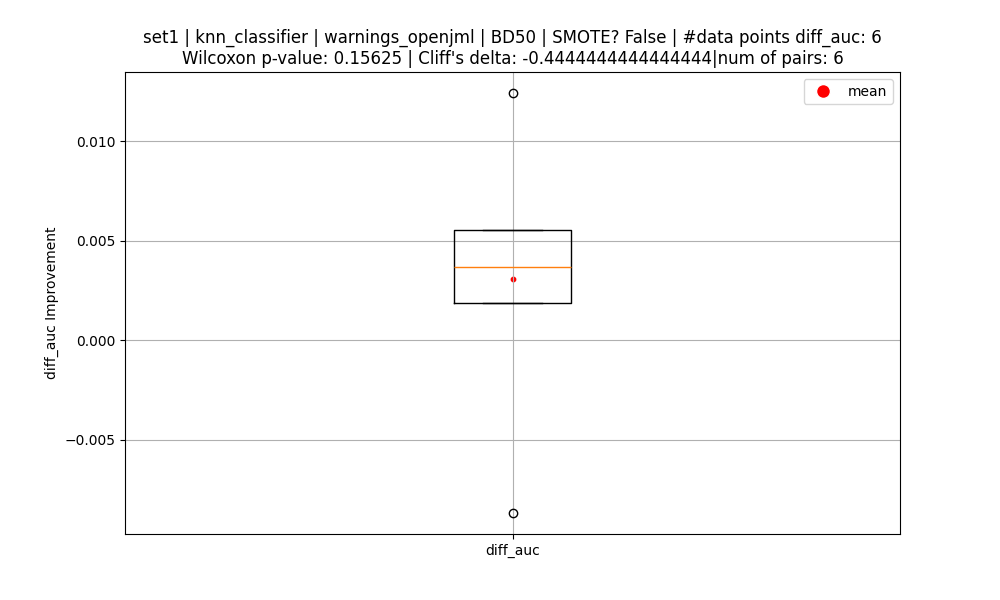 set1 | knn_classifier | warnings_openjml | BD50 | SMOTE? False | #data points diff_auc: 6
Wilcoxon p-value: 0.15625 | Cliff's delta: -0.4444444444444444|num of pairs: 6
mean
0.010
0.005
0.000
−0.005
diff_auc Improvement
diff_auc